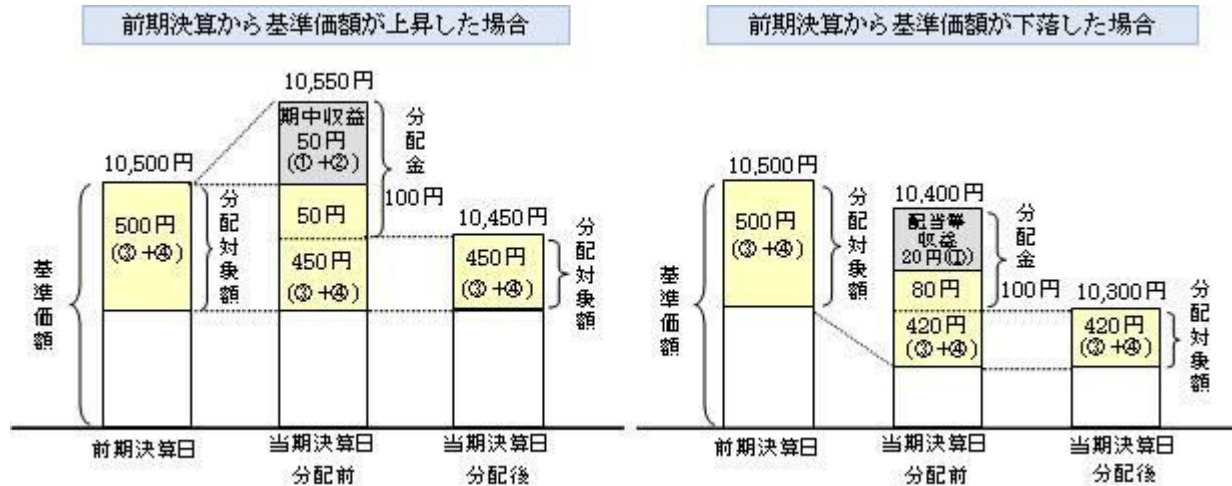 前期決算から基準価額が上昇した場合
10,550円
期中収益
50円
(①+②)
分配金
10,500円
500円
(③+④)
分配対象額
50円
100円
450円
(③+④)
10,450円
450円
(③+④)
分配対象額
基準価額
前期決算日
当期決算日
分配前
当期決算日
分配後
前期決算から基準価額が下落した場合
10,500円
500円
(③+④)
分配対象額
10,400円
配当等
収益
20円(①)
分配金
80円
100円
420円
(③+④)
10,300円
420円
(③+④)
分配対象額
基準価額
前期決算日
当期決算日
分配前
当期決算日
分配後